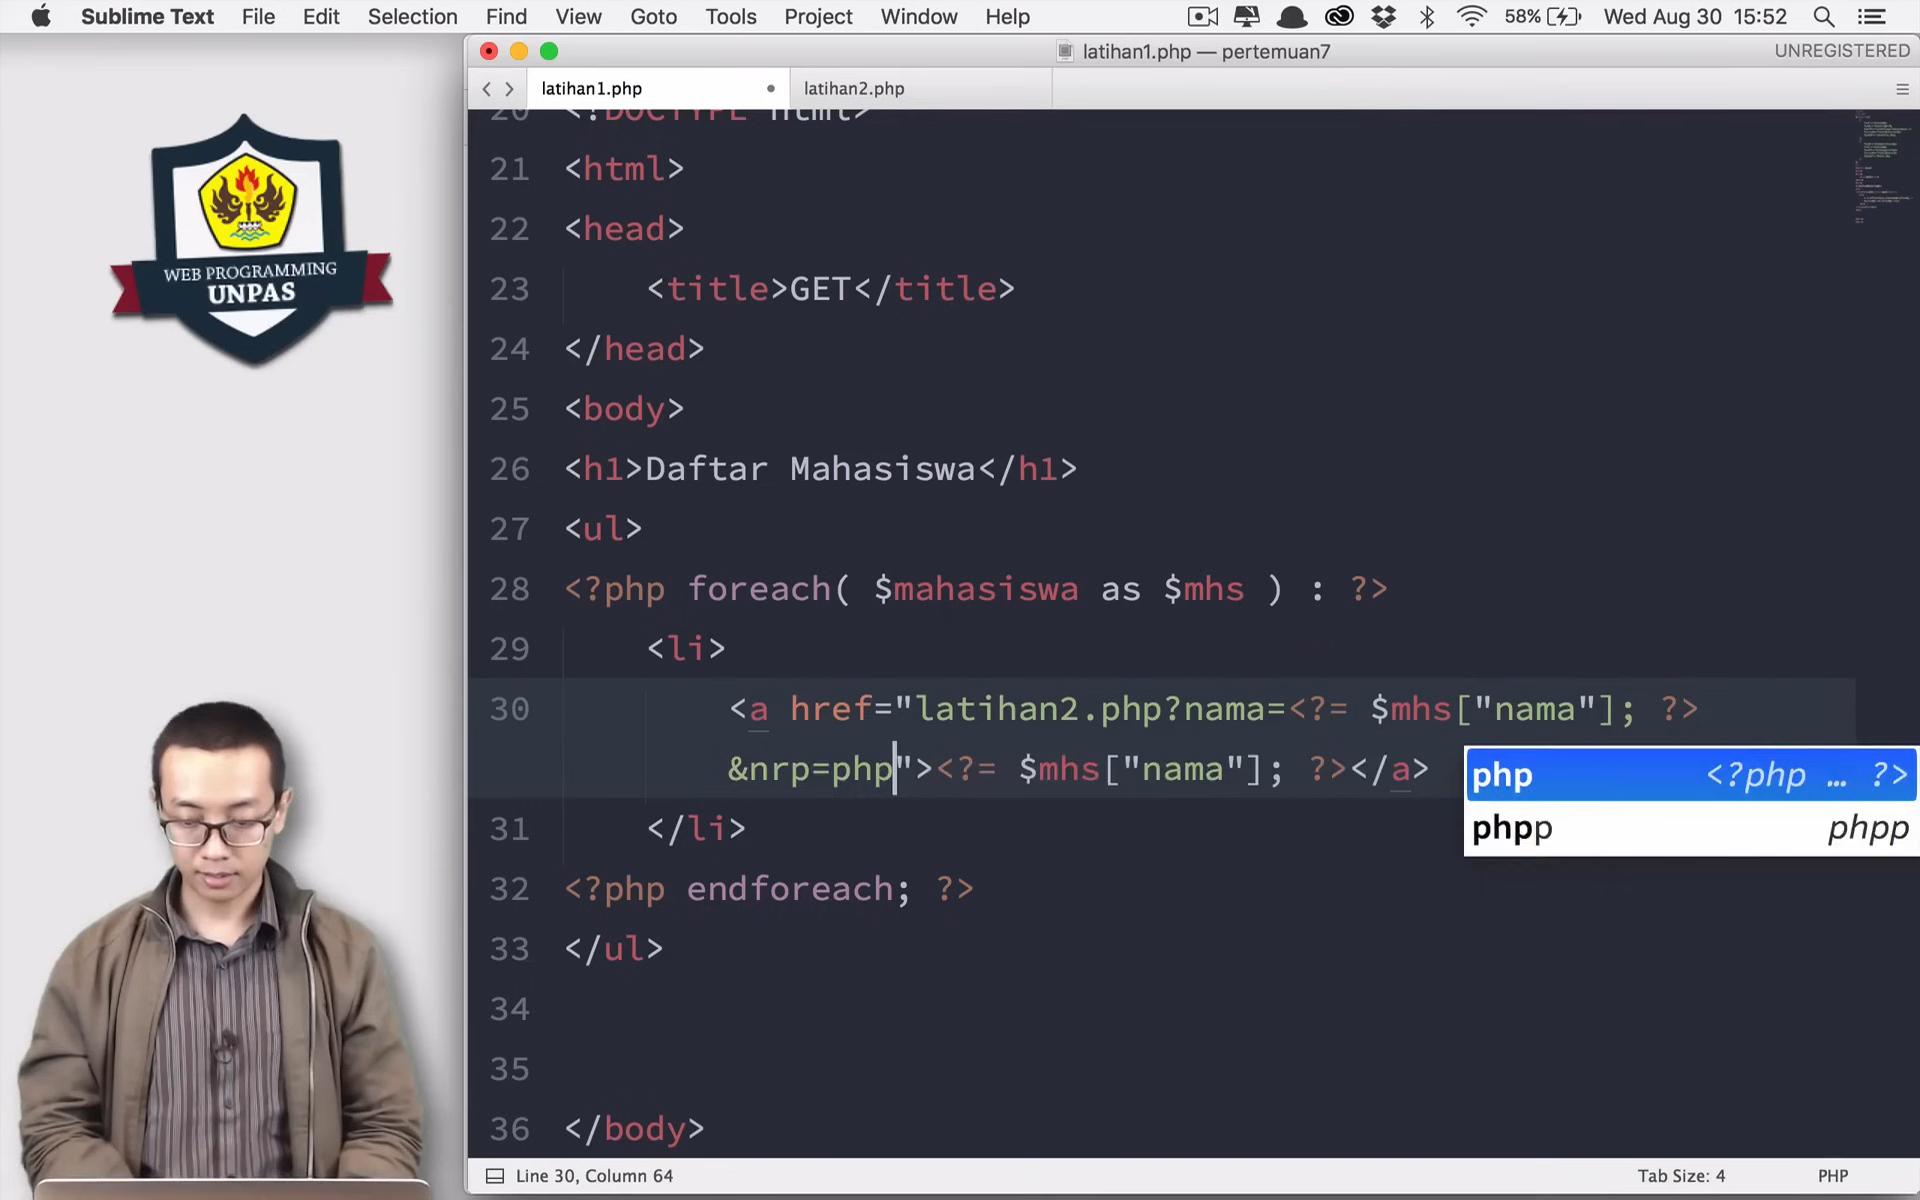 Sublime Text File Edit Selection Find View Goto Tools Project Window Help 58% Wed Aug 30 15:52
latihan1.php — pertemuan7 UNREGISTERED
latihan1.php latihan2.php
WEB PROGRAMMING
UNPAS
20 <!DOCTYPE html>
21 <html>
22 <head>
23 <title>GET</title>
24 </head>
25 <body>
26 <h1>Daftar Mahasiswa</h1>
27 <ul>
28 <?php foreach( $mahasiswa as $mhs ) : ?>
29 <li>
30 <a href="latihan2.php?nama=<?= $mhs["nama"]; ?>
&nrp=php"><?= $mhs["nama"]; ?></a>
php <?php … ?>
phpp phpp
31 </li>
32 <?php endforeach; ?>
33 </ul>
34
35
36 </body>
Line 30, Column 64 Tab Size: 4 PHP